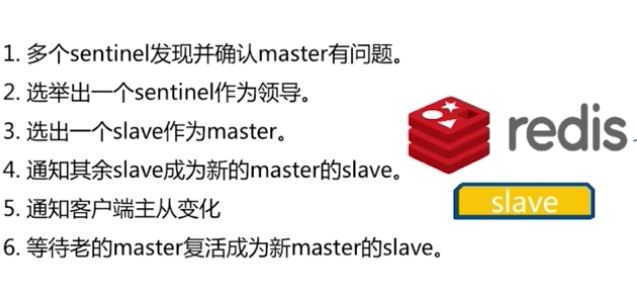 1. 多个sentinel发现并确认master有问题。
2. 选举出一个sentinel作为领导。
3. 选出一个slave作为master。
4. 通知其余slave成为新的master的slave。
5. 通知客户端主从变化
6. 等待老的master复活成为新master的slave。
redis
slave